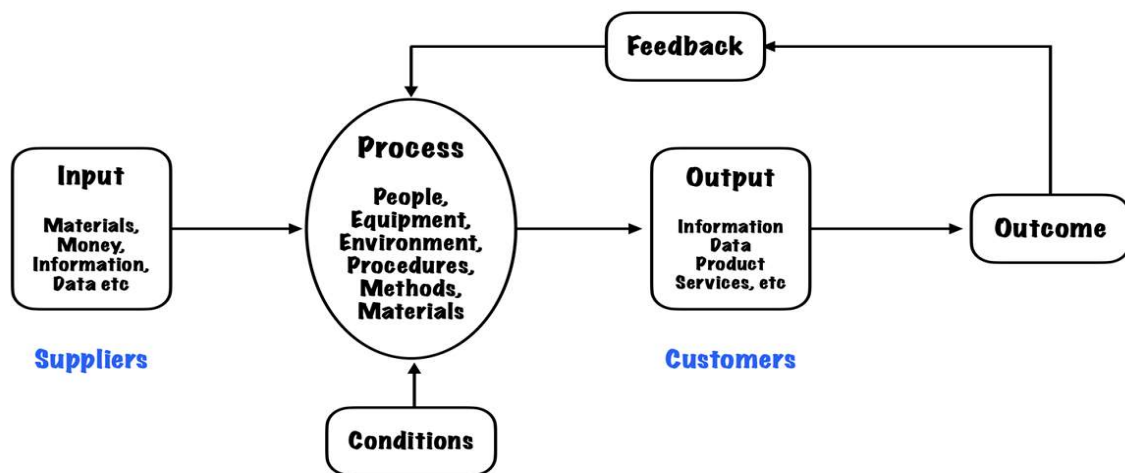 Feedback
Input
Materials,
Money,
Information,
Data etc
Suppliers
Process
People,
Equipment,
Environment,
Procedures,
Methods,
Materials
Conditions
Output
Information
Data
Product
Services, etc
Customers
Outcome